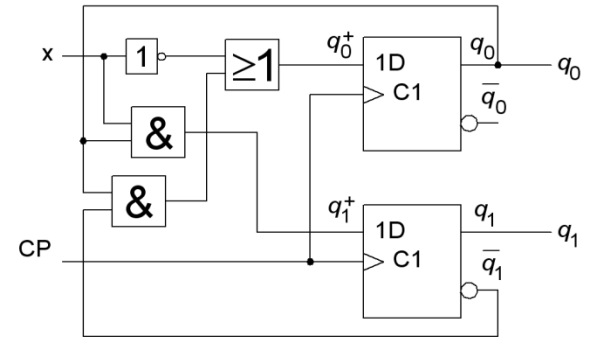 x
1
≥1
q₀⁺
1D
C1
q₀
q̅₀
q₀
&
&
CP
q₁⁺
1D
C1
q₁
q̅₁
q₁